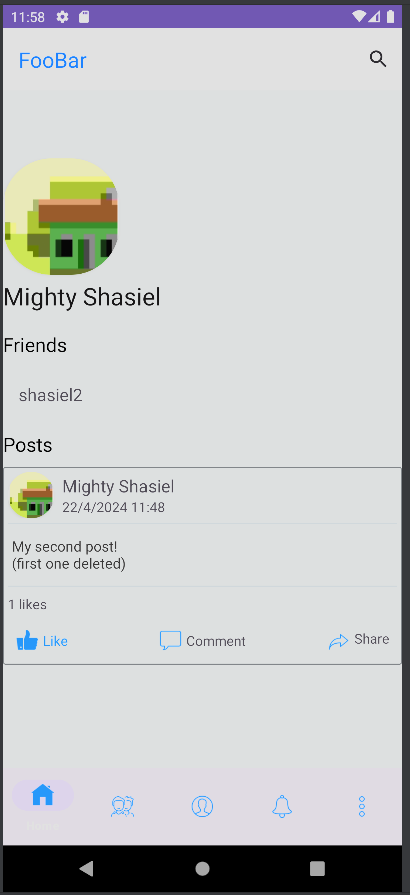 11:58
FooBar
Mighty Shasiel
Friends
shasiel2
Posts
Mighty Shasiel
22/4/2024 11:48
My second post!
(first one deleted)
1 likes
Like
Comment
Share